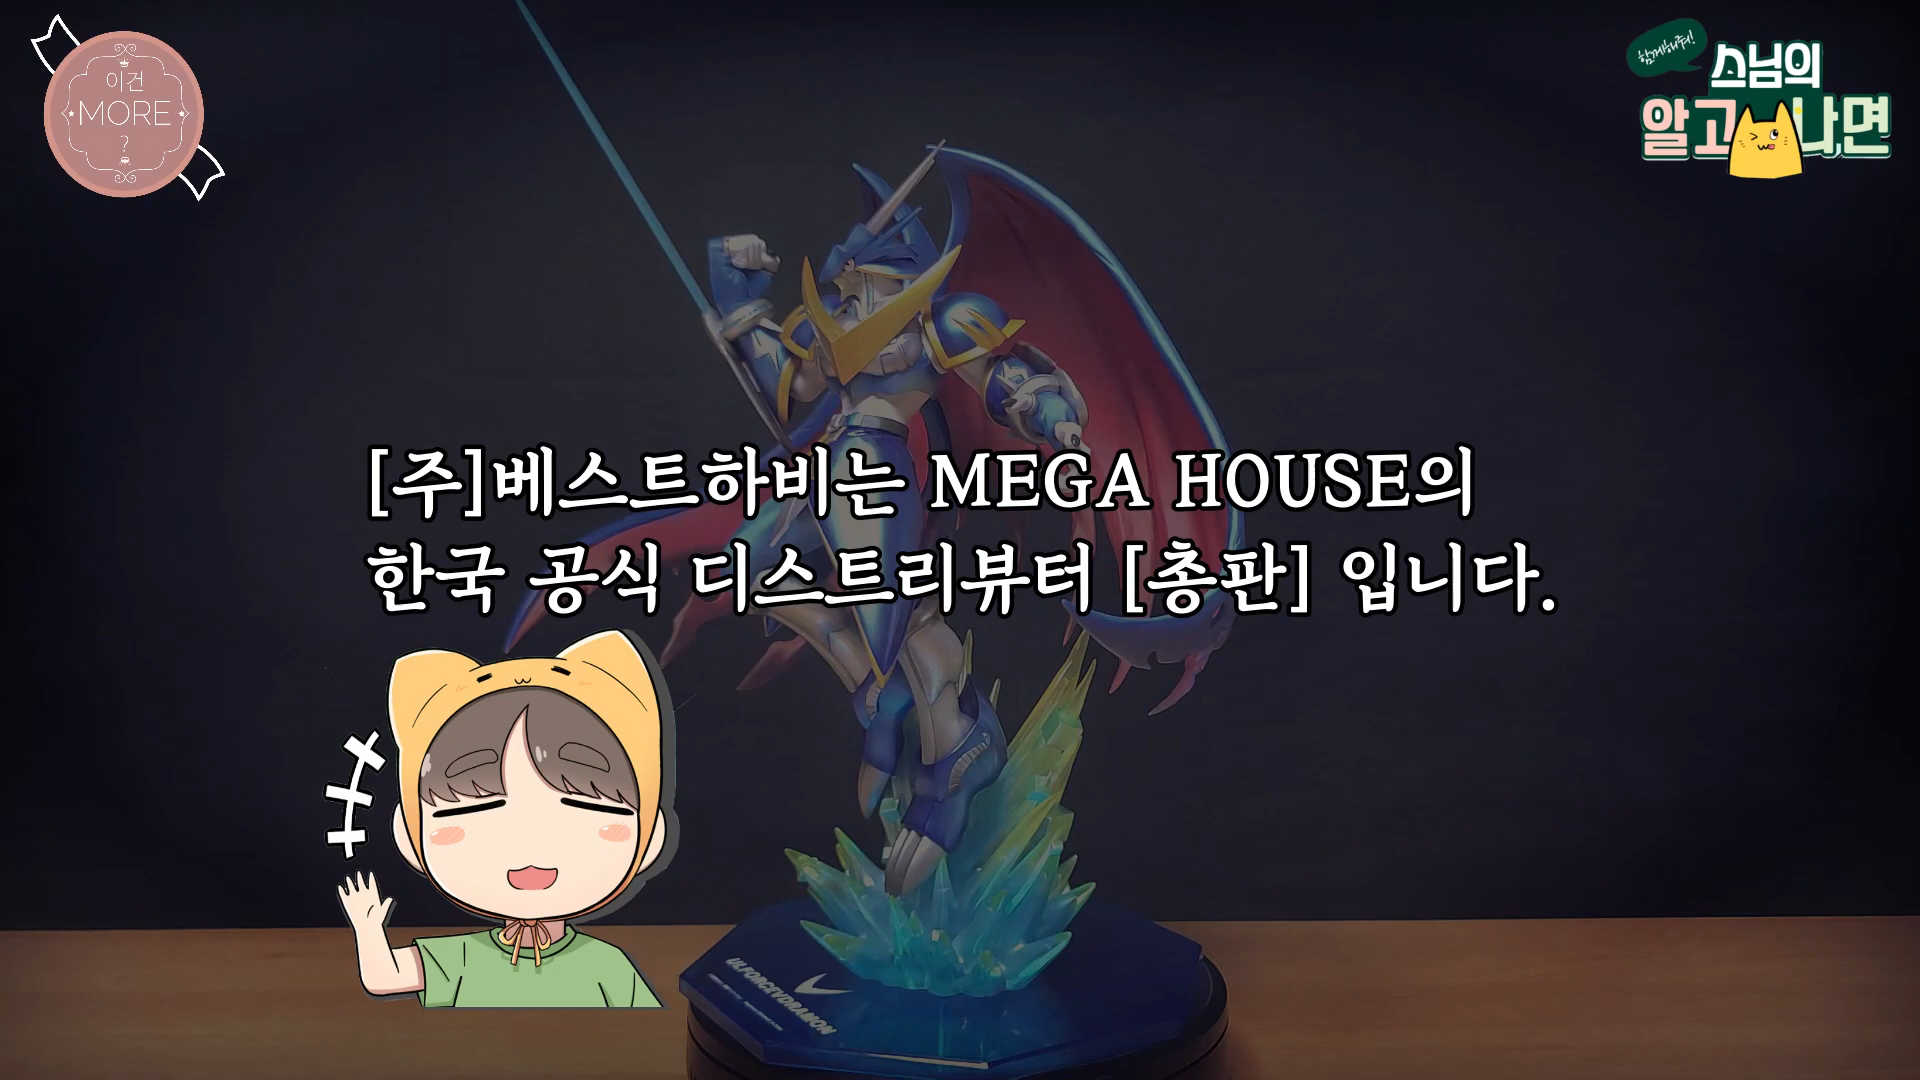 이건
MORE
?
함께해줘!
스님의
알고나면
[주]베스트하비는 MEGA HOUSE의
한국 공식 디스트리뷰터 [총판] 입니다.
ULFORCEVDRAMON